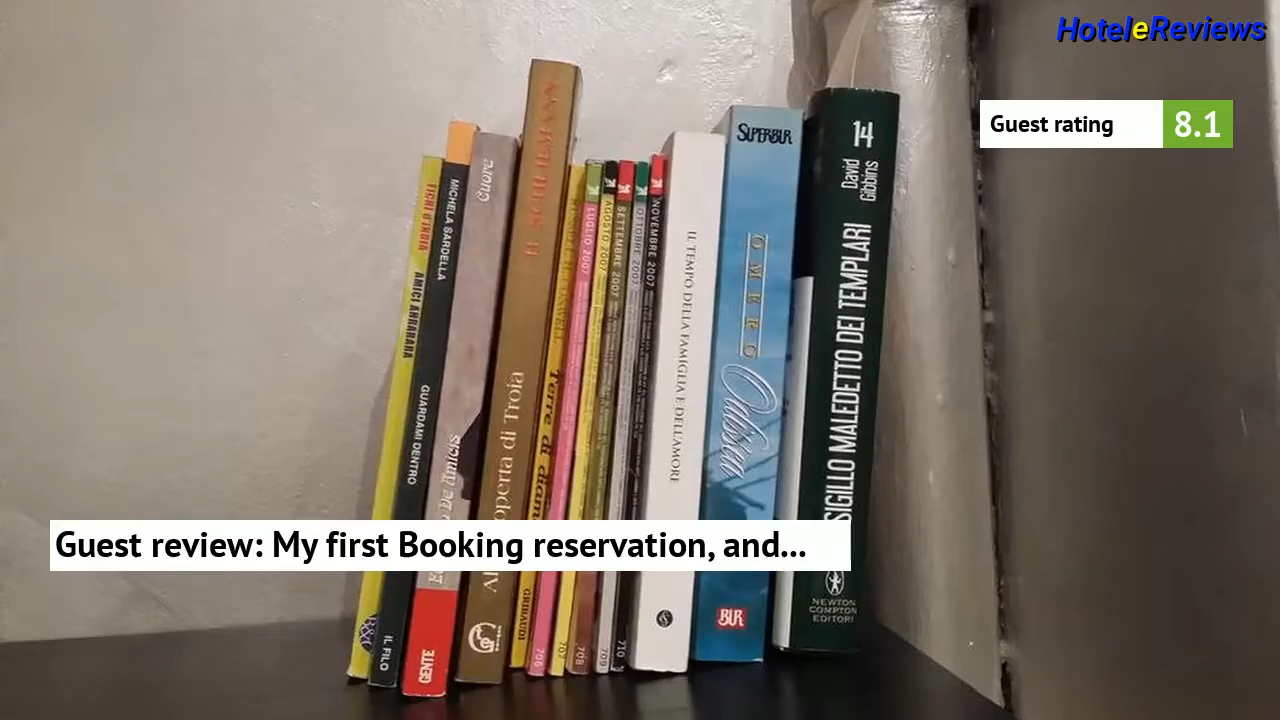 HoteleReviews
Guest rating 8.1
FICHI d'INDIA
AMICI AHRARARA
MICHELA SARDELLA
GUARDAMI DENTRO
IL FILO
Cuore
De Amicis
GENTE
H. SCHLIEMANN
operta di Troia
Terre di
GRIBAUDI
LUGLIO 2007
706
AGOSTO 2007
707
SETTEMBRE 2007
708
OTTOBRE 2007
709
NOVEMBRE 2007
710
IL TEMPO DELLA FAMIGLIA E DELL'AMORE
SUPERBUR
OMERO
Odissea
BUR
14
David
Gibbins
SIGILLO MALEDETTO DEI TEMPLARI
NEWTON
COMPTON
EDITORI
Guest review: My first Booking reservation, and...